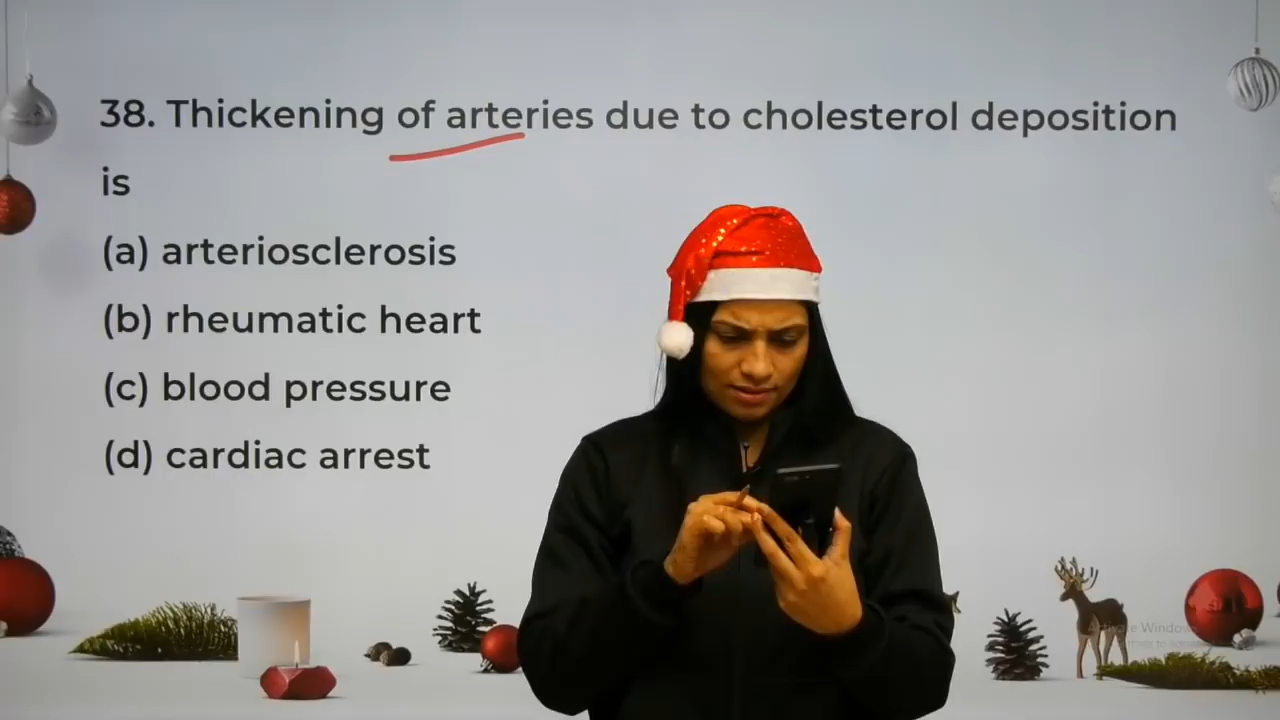 38. Thickening of arteries due to cholesterol deposition
is
(a) arteriosclerosis
(b) rheumatic heart
(c) blood pressure
(d) cardiac arrest